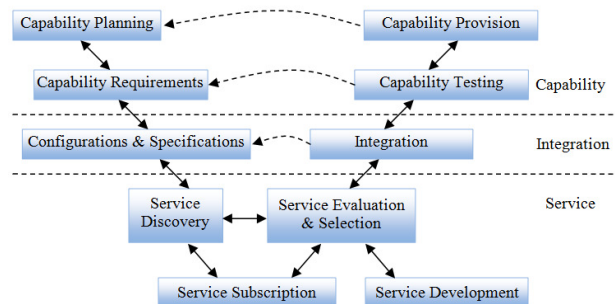 Capability Planning
Capability Provision
Capability Requirements
Capability Testing
Capability
Configurations & Specifications
Integration
Integration
Service
Discovery
Service Evaluation
& Selection
Service
Service Subscription
Service Development